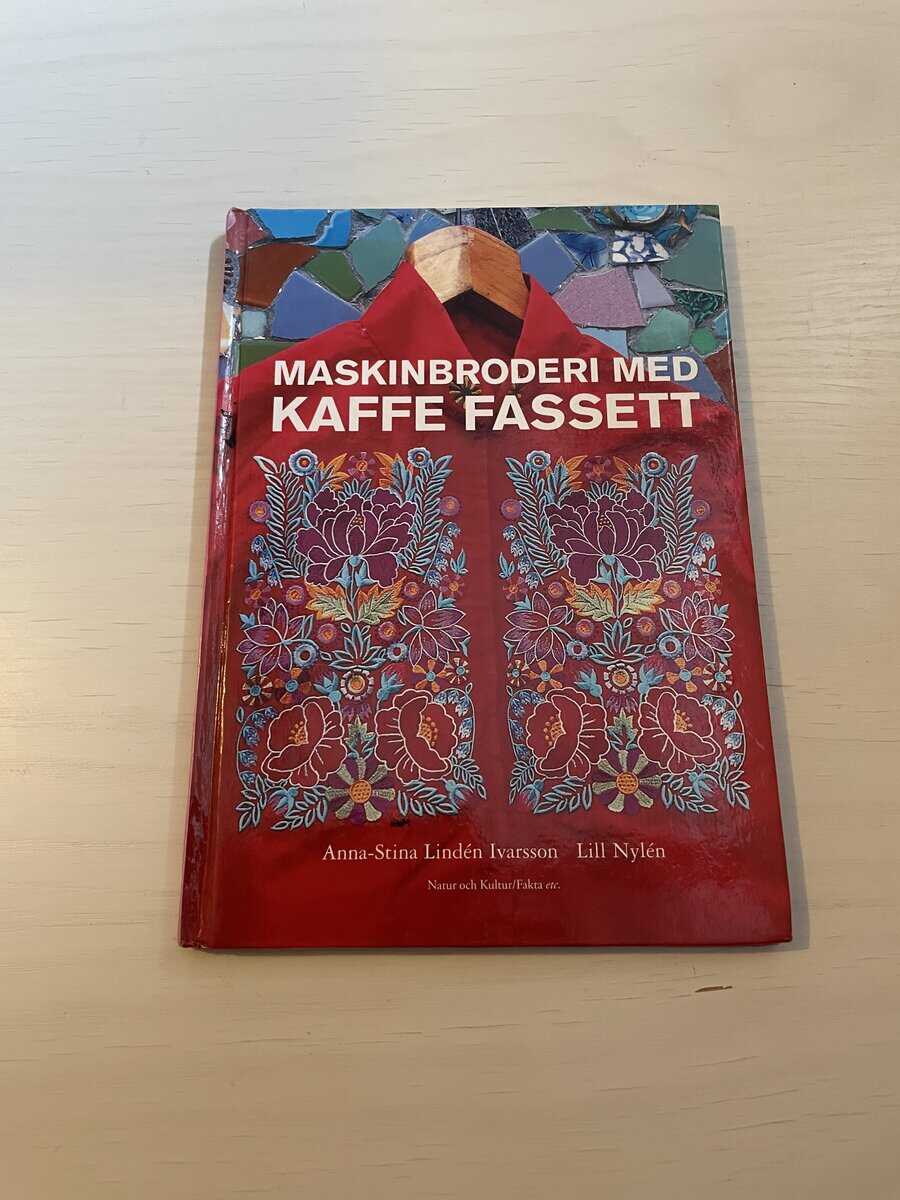 MASKINBRODERI MED
KAFFE FASSETT
Anna-Stina Lindén Ivarsson Lill Nylén
Natur och Kultur/Fakta etc.